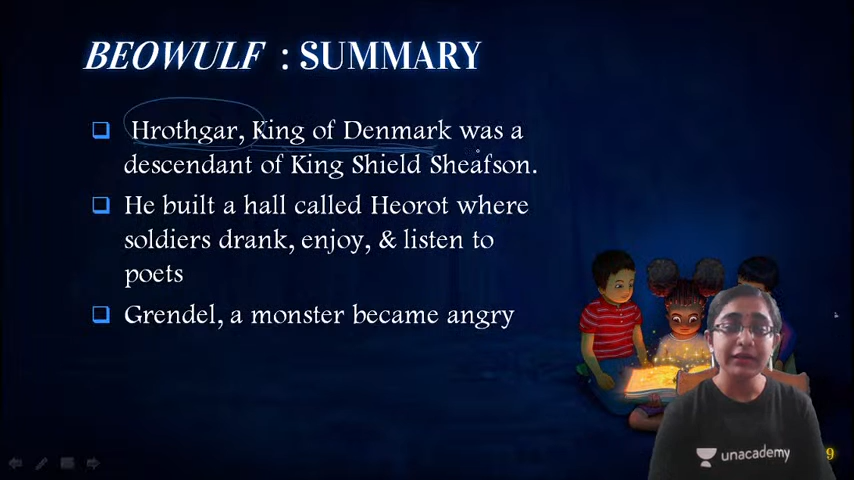 BEOWULF : SUMMARY
Hrothgar, King of Denmark was a
descendant of King Shield Sheafson.
He built a hall called Heorot where
soldiers drank, enjoy, & listen to
poets
Grendel, a monster became angry
unacademy
9